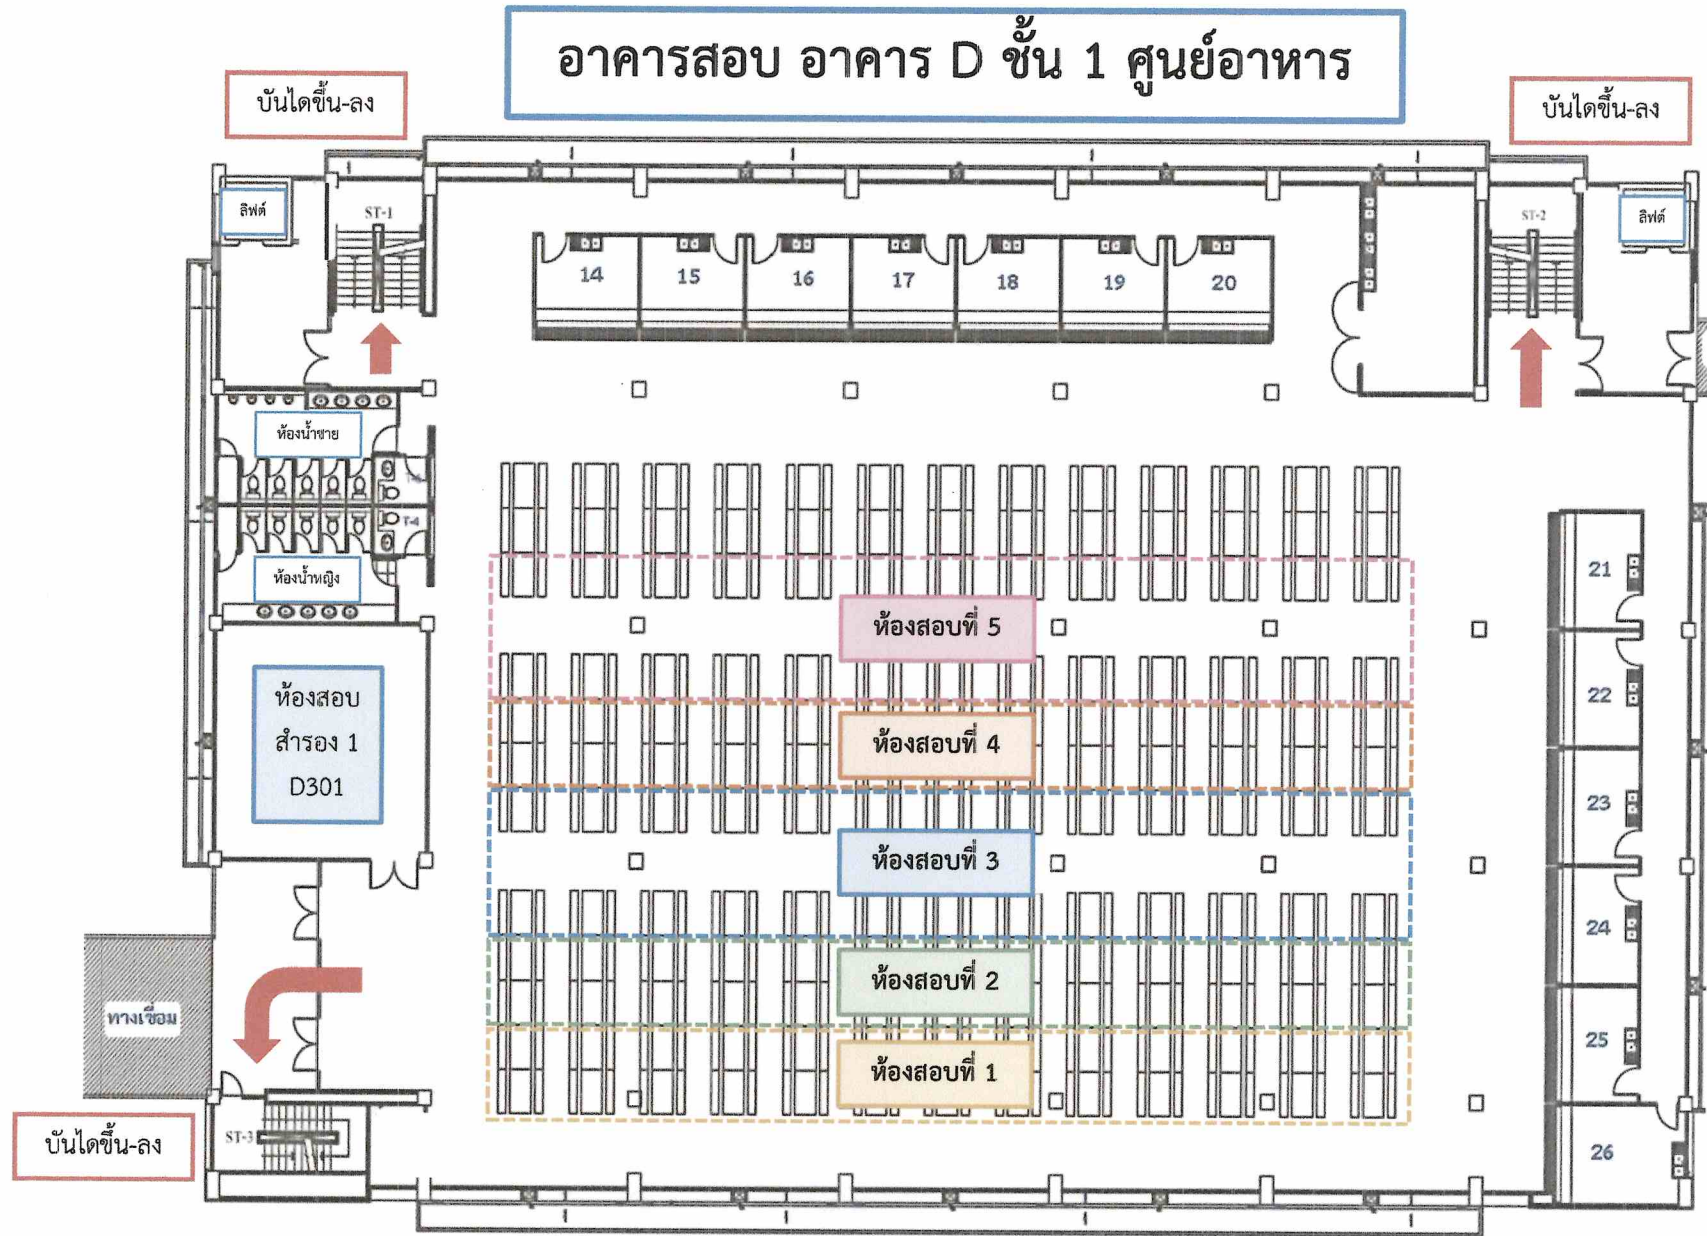 อาคารสอบ อาคาร D ชั้น 1 ศูนย์อาหาร
บันไดขึ้น-ลง
บันไดขึ้น-ลง
ลิฟต์
ST-1
ST-2
ลิฟต์
14
15
16
17
18
19
20
ห้องน้ำชาย
T-4
ห้องน้ำหญิง
21
ห้องสอบที่ 5
ห้องสอบ
สำรอง 1
D301
22
ห้องสอบที่ 4
23
ห้องสอบที่ 3
24
ห้องสอบที่ 2
ทางเชื่อม
25
ห้องสอบที่ 1
ST-3
บันไดขึ้น-ลง
26